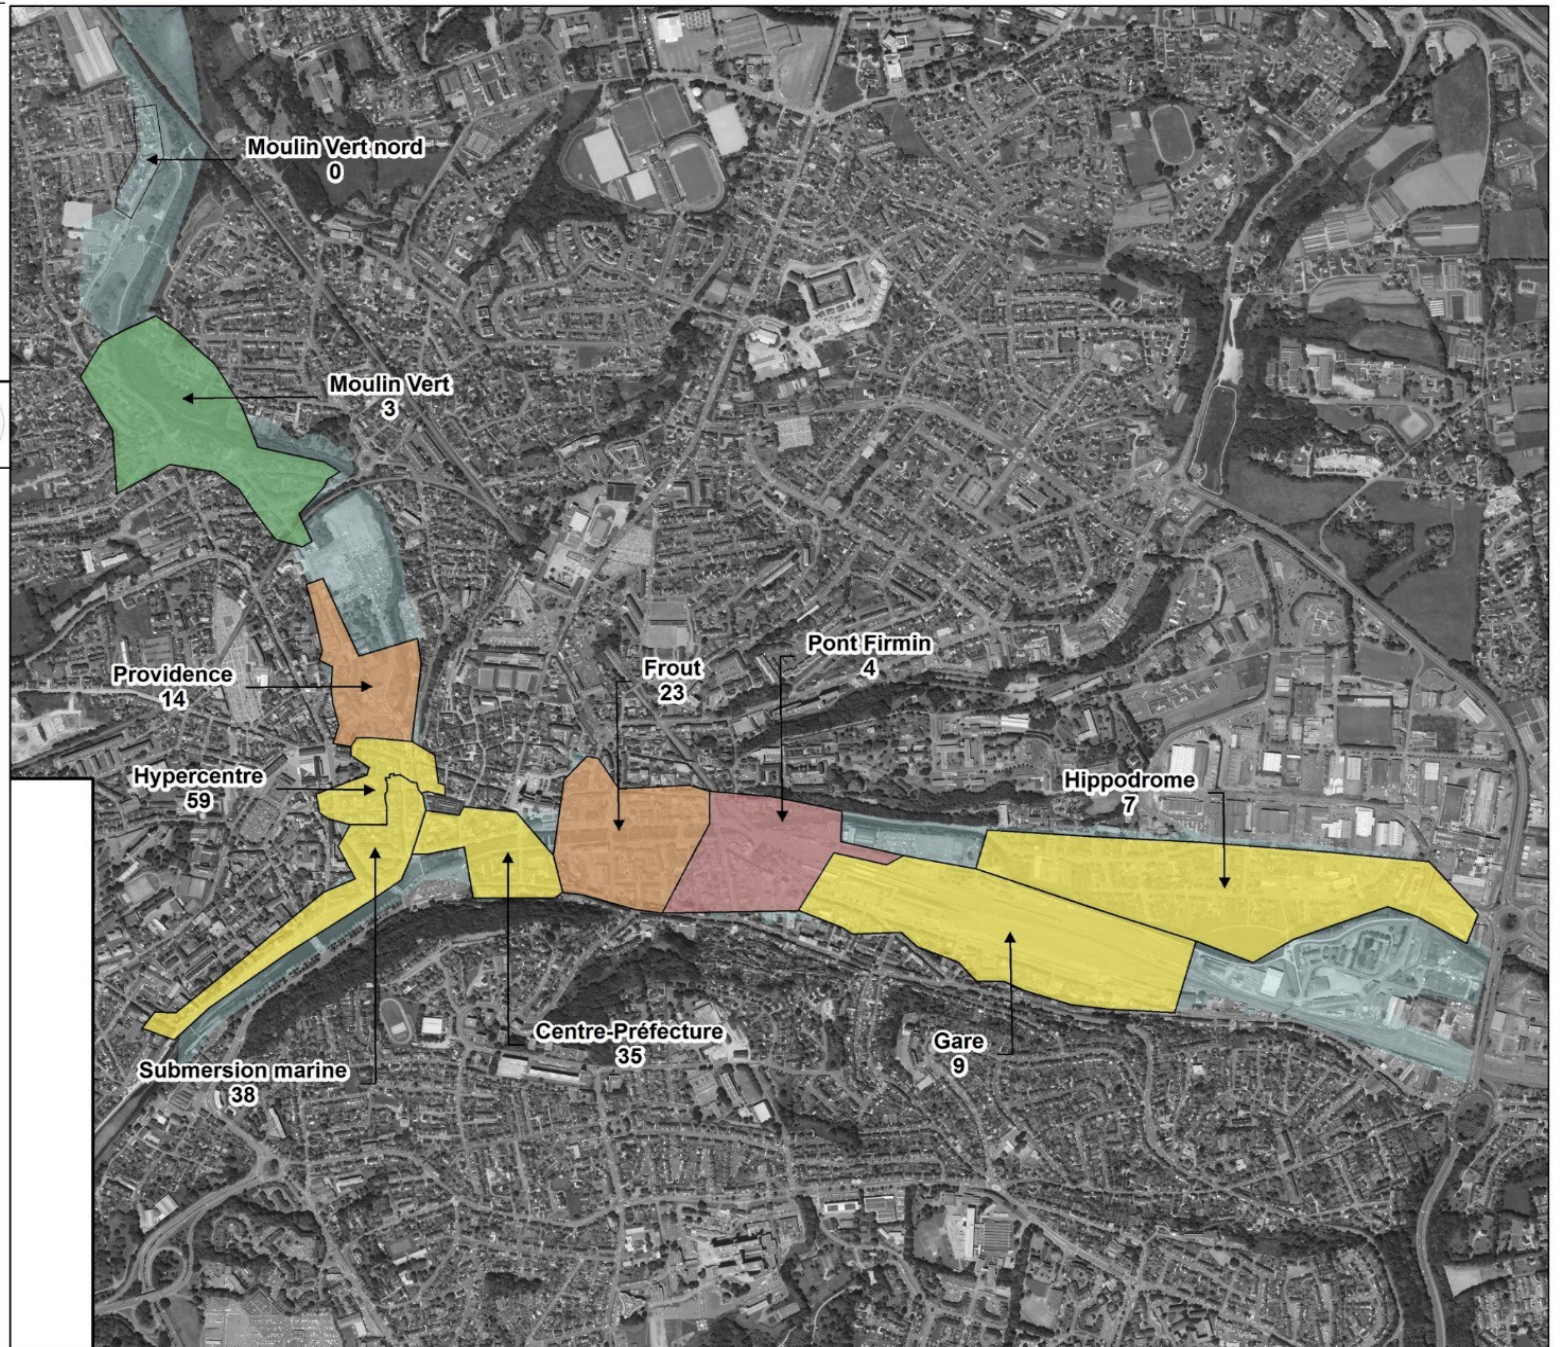 Moulin Vert nord
0
Moulin Vert
3
Pont Firmin
4
Frout
23
Providence
14
Hypercentre
59
Hippodrome
7
Centre-Préfecture
35
Gare
9
Submersion marine
38